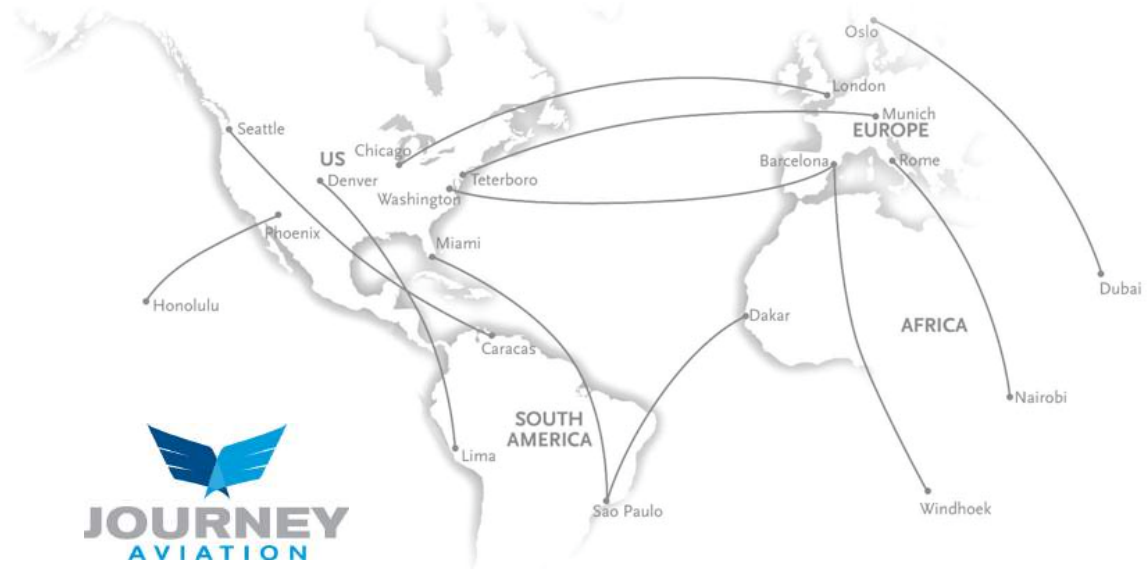 Oslo
London
Seattle
Munich
EUROPE
Chicago
US
Barcelona
Rome
Denver
Teterboro
Washington
Phoenix
Miami
Dubai
Honolulu
Dakar
AFRICA
Caracas
Nairobi
SOUTH
AMERICA
Lima
Sao Paulo
Windhoek
JOURNEY
AVIATION